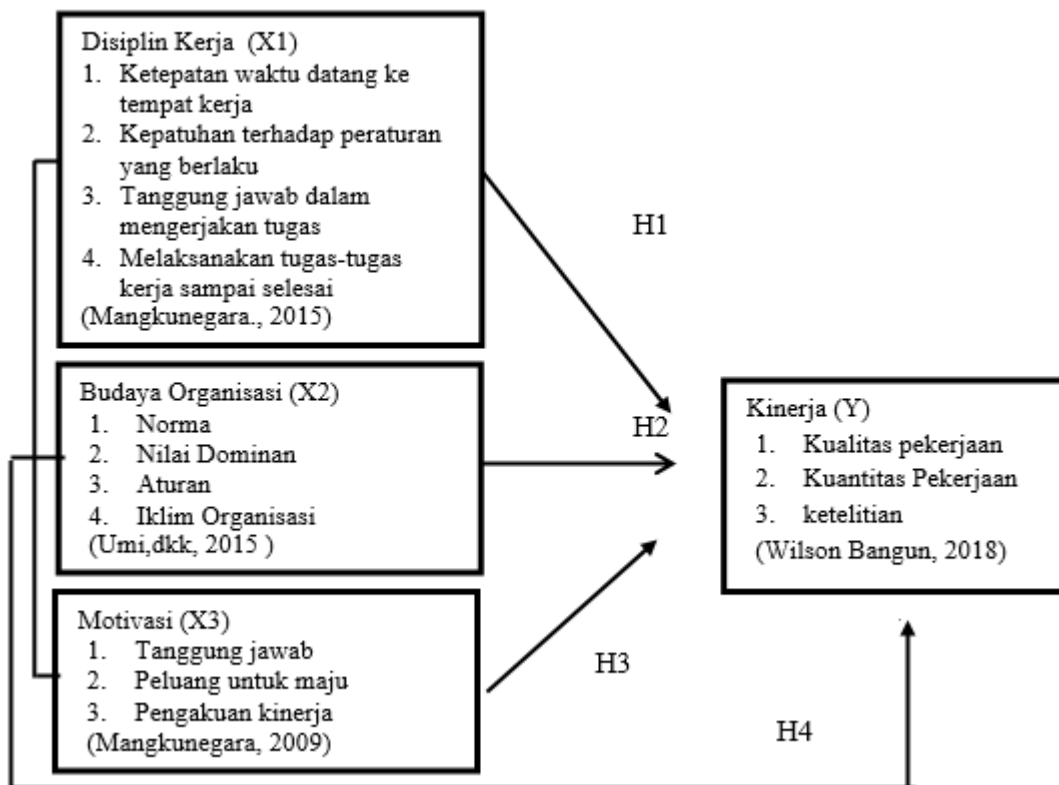 Disiplin Kerja (X1)
1. Ketepatan waktu datang ke
tempat kerja
2. Kepatuhan terhadap peraturan
yang berlaku
3. Tanggung jawab dalam
mengerjakan tugas
4. Melaksanakan tugas-tugas
kerja sampai selesai
(Mangkunegara., 2015)
H1
Budaya Organisasi (X2)
1. Norma
2. Nilai Dominan
3. Aturan
4. Iklim Organisasi
(Umi,dkk, 2015 )
H2
Kinerja (Y)
1. Kualitas pekerjaan
2. Kuantitas Pekerjaan
3. ketelitian
(Wilson Bangun, 2018)
Motivasi (X3)
1. Tanggung jawab
2. Peluang untuk maju
3. Pengakuan kinerja
(Mangkunegara, 2009)
H3
H4